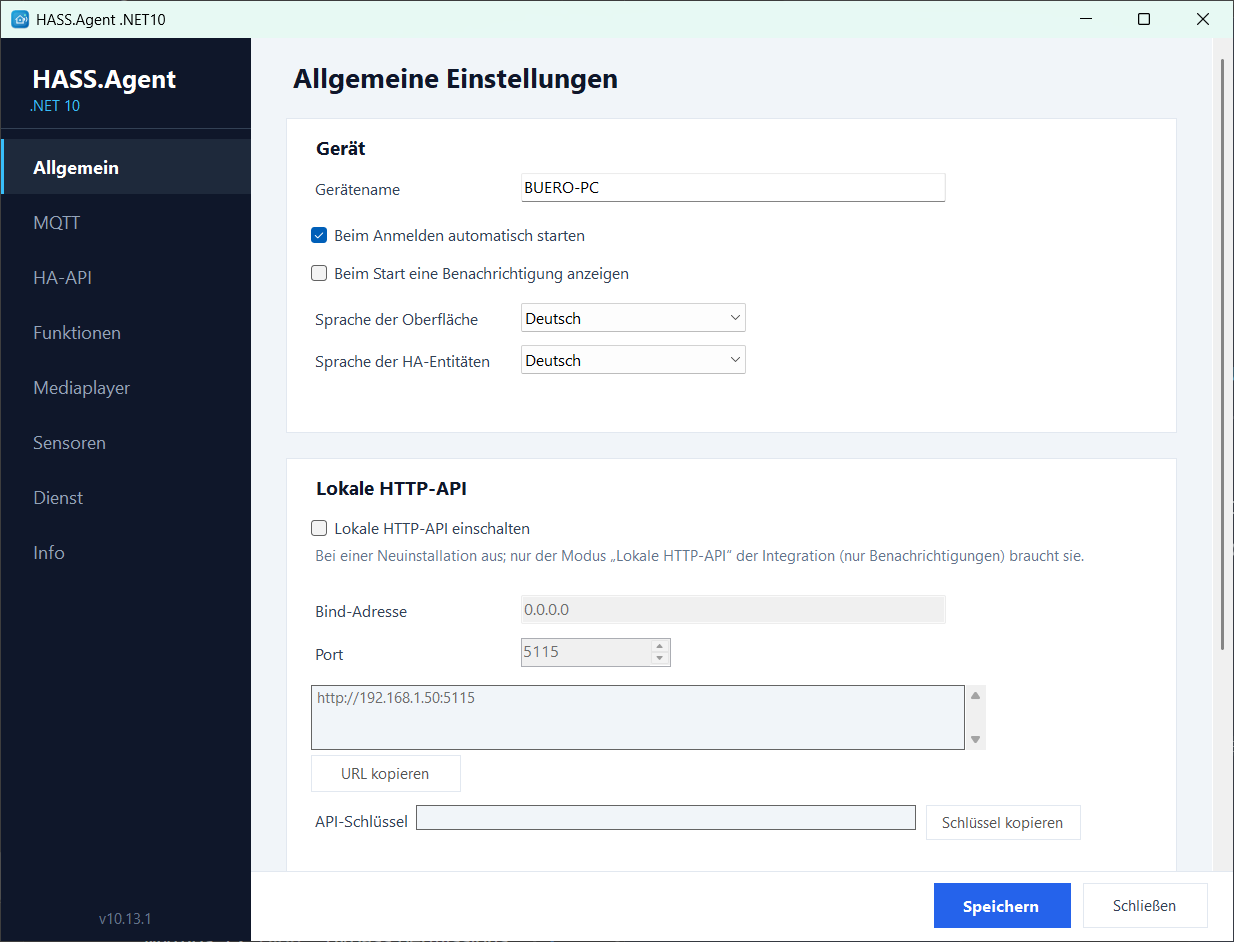 HASS.Agent .NET10
HASS.Agent
.NET 10
Allgemein
MQTT
HA-API
Funktionen
Mediaplayer
Sensoren
Dienst
Info
v10.13.1
Allgemeine Einstellungen
Gerät
Gerätename BUERO-PC
Beim Anmelden automatisch starten
Beim Start eine Benachrichtigung anzeigen
Sprache der Oberfläche Deutsch
Sprache der HA-Entitäten Deutsch
Lokale HTTP-API
Lokale HTTP-API einschalten
Bei einer Neuinstallation aus; nur der Modus „Lokale HTTP-API“ der Integration (nur Benachrichtigungen) braucht sie.
Bind-Adresse 0.0.0.0
Port 5115
http://192.168.1.50:5115
URL kopieren
API-Schlüssel Schlüssel kopieren
Speichern Schließen